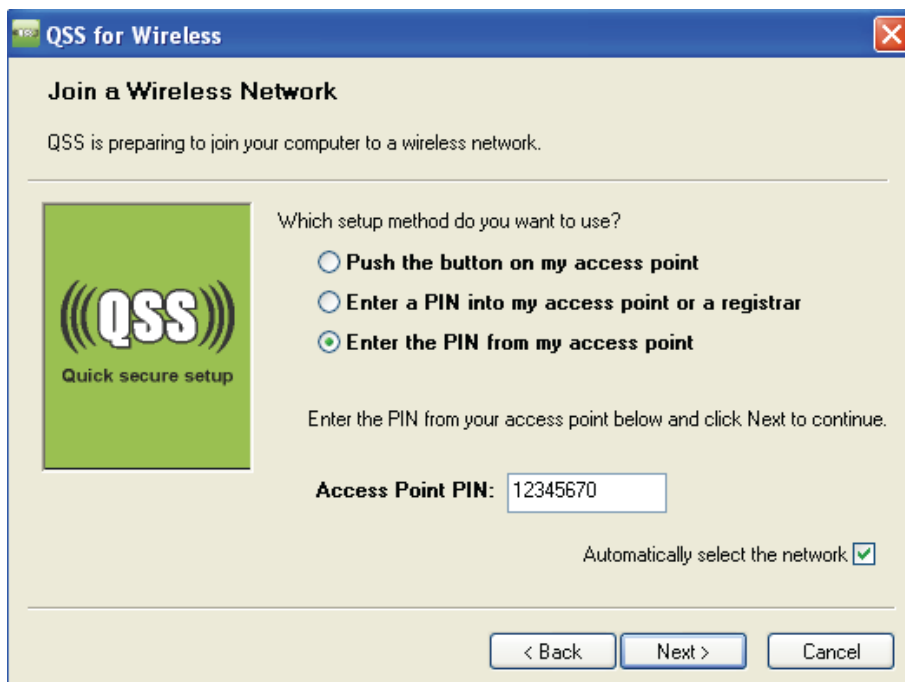 QSS for Wireless
Join a Wireless Network
QSS is preparing to join your computer to a wireless network.
Which setup method do you want to use?
Push the button on my access point
Enter a PIN into my access point or a registrar
Enter the PIN from my access point
(((QSS)))
Quick secure setup
Enter the PIN from your access point below and click Next to continue.
Access Point PIN: 12345670
Automatically select the network
< Back Next > Cancel